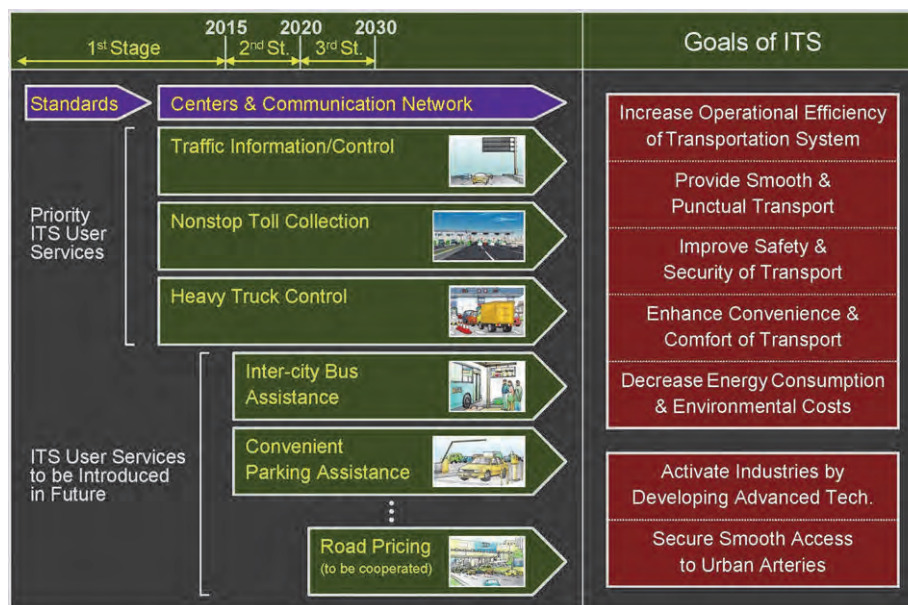 2015 2020 2030
1st Stage 2nd St. 3rd St.
Goals of ITS
Standards
Centers & Communication Network
Priority
ITS User
Services
Traffic Information/Control
Nonstop Toll Collection
Heavy Truck Control
ITS User Services
to be Introduced
in Future
Inter-city Bus
Assistance
Convenient
Parking Assistance
Road Pricing
(to be cooperated)
Increase Operational Efficiency
of Transportation System
Provide Smooth &
Punctual Transport
Improve Safety &
Security of Transport
Enhance Convenience &
Comfort of Transport
Decrease Energy Consumption
& Environmental Costs
Activate Industries by
Developing Advanced Tech.
Secure Smooth Access
to Urban Arteries